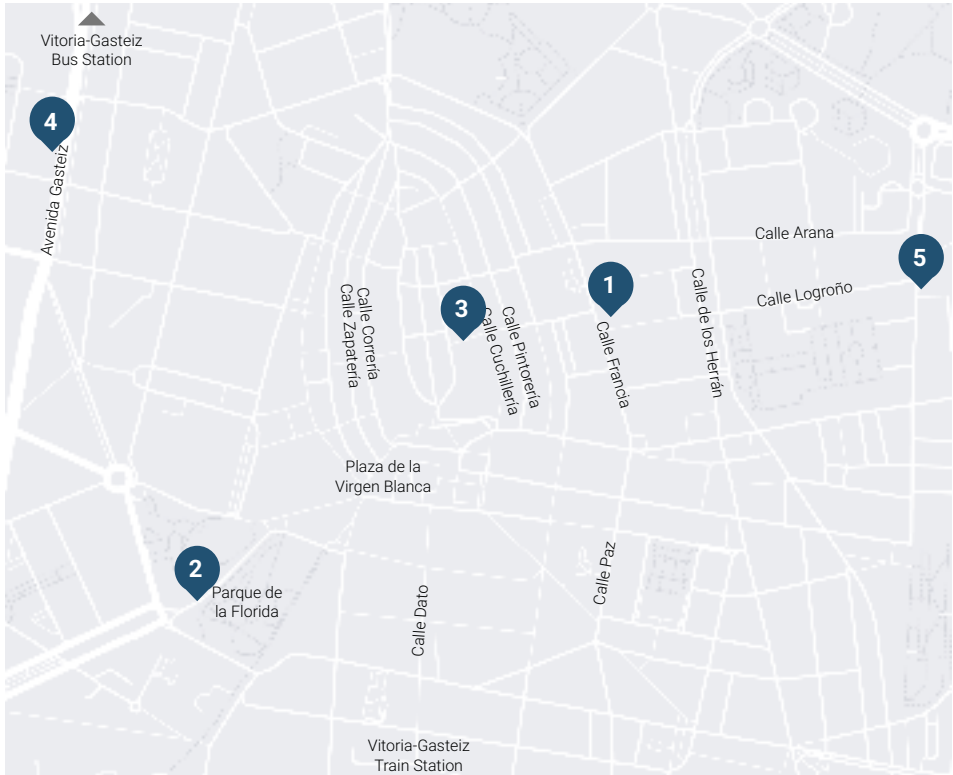 Vitoria-Gasteiz
Bus Station
4
Avenida Gasteiz
Calle Arana
5
1
Calle Logroño
3
Calle de los Herrán
Calle Correría
Calle Zapatería
Calle Pintorería
Calle Cuchillería
Calle Francia
Plaza de la
Virgen Blanca
2
Parque de
la Florida
Calle Paz
Calle Dato
Vitoria-Gasteiz
Train Station